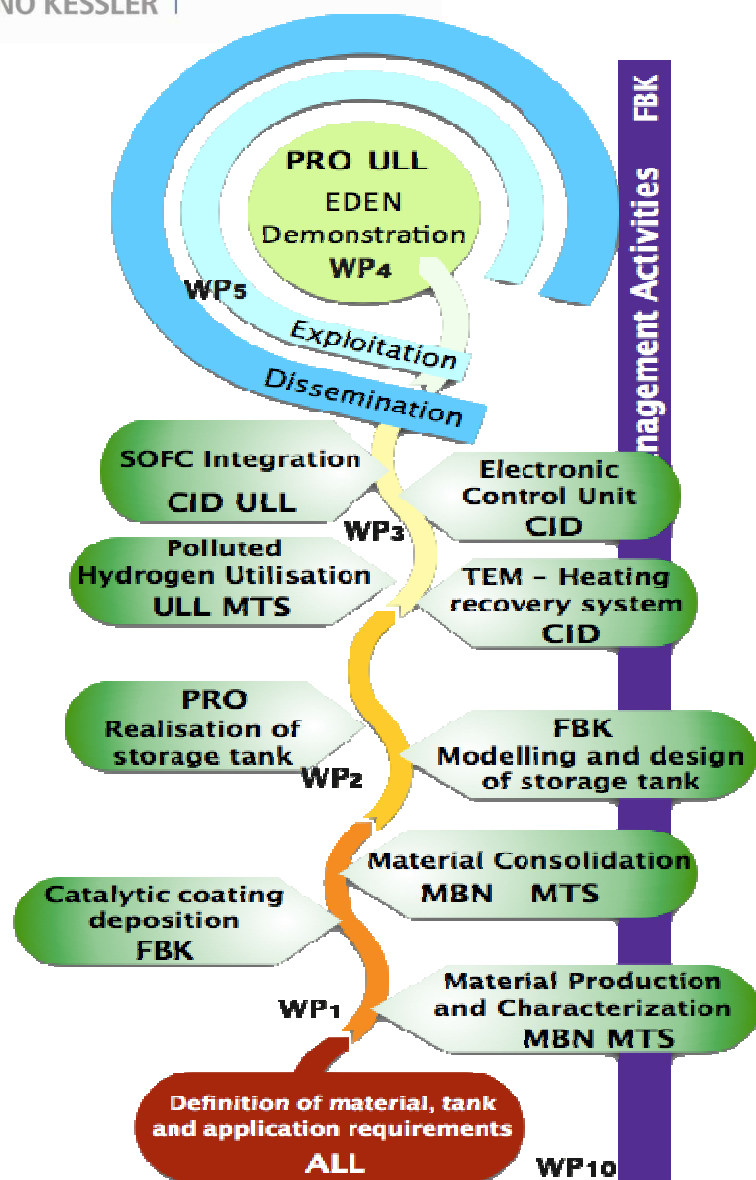 NO KESSLER
PRO ULL
EDEN
Demonstration
WP4
WP5
Exploitation
Dissemination
nagement Activities FBK
SOFC Integration
CID ULL
Electronic
Control Unit
CID
WP3
Polluted
Hydrogen Utilisation
ULL MTS
TEM – Heating
recovery system
CID
PRO
Realisation of
storage tank
WP2
FBK
Modelling and design
of storage tank
Material Consolidation
MBN MTS
Catalytic coating
deposition
FBK
WP1
Material Production
and Characterization
MBN MTS
Definition of material, tank
and application requirements
ALL
WP10